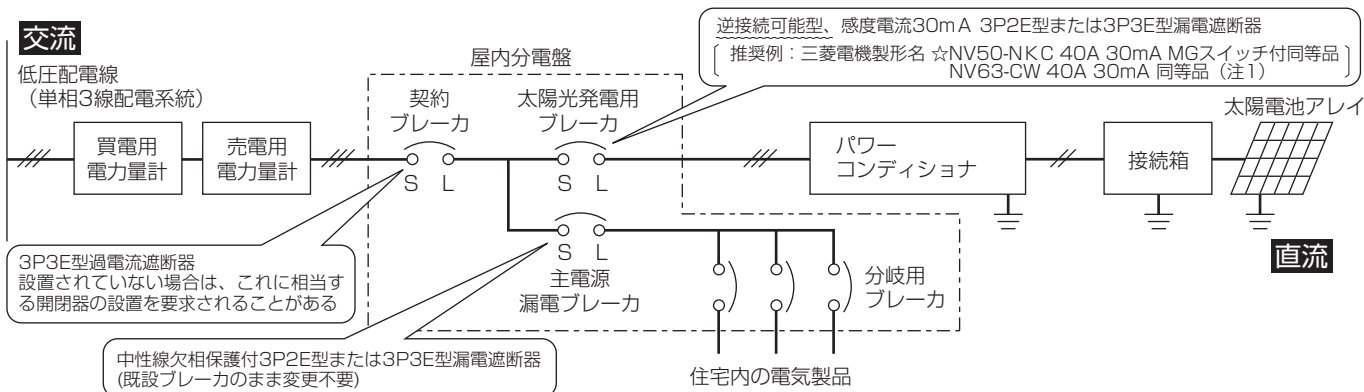 交流
低圧配電線
（単相3線配電系統）
買電用
電力量計
売電用
電力量計
屋内分電盤
契約
ブレーカ
S L
太陽光発電用
ブレーカ
S L
逆接続可能型、感度電流30mA 3P2E型または3P3E型漏電遮断器
推奨例：三菱電機製形名 ☆NV50-NKC 40A 30mA MGスイッチ付同等品
NV63-CW 40A 30mA 同等品（注1）
パワー
コンディショナ
接続箱
太陽電池アレイ
直流
S L
主電源
漏電ブレーカ
分岐用
ブレーカ
3P3E型過電流遮断器
設置されていない場合は、これに相当す
る開閉器の設置を要求されることがある
中性線欠相保護付3P2E型または3P3E型漏電遮断器
(既設ブレーカのまま変更不要)
住宅内の電気製品